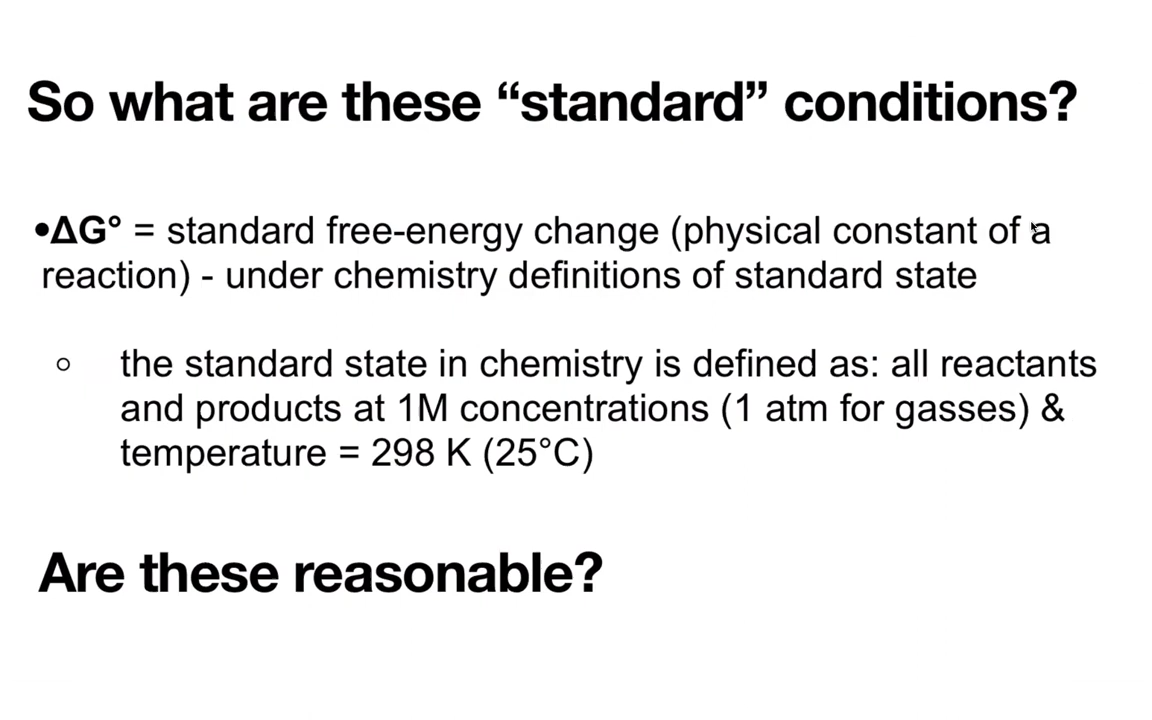 So what are these “standard” conditions?
•ΔG° = standard free-energy change (physical constant of a
reaction) - under chemistry definitions of standard state
○ the standard state in chemistry is defined as: all reactants
and products at 1M concentrations (1 atm for gasses) &
temperature = 298 K (25°C)
Are these reasonable?